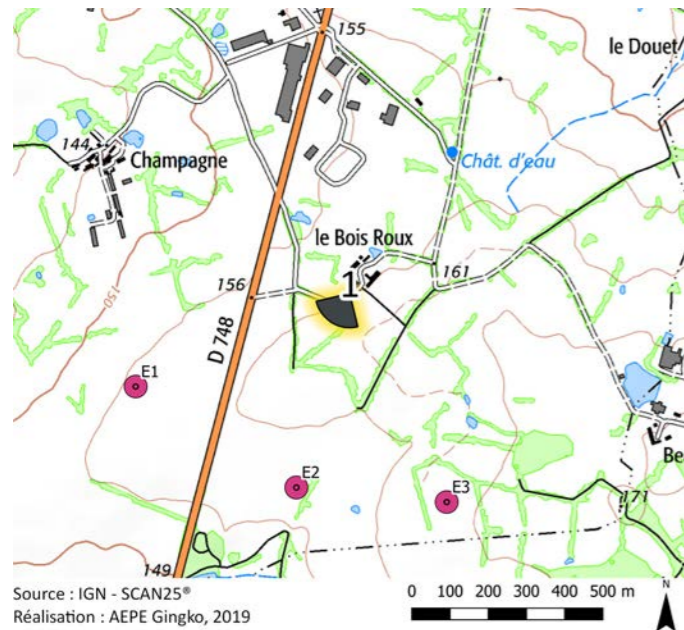 155
le Douet
144
Champagne
Chât. d'eau
le Bois Roux
1
161
156
150
D 748
E1
E2
E3
Be
171
149
N
Source : IGN - SCAN25®
Réalisation : AEPE Gingko, 2019
0 100 200 300 400 500 m